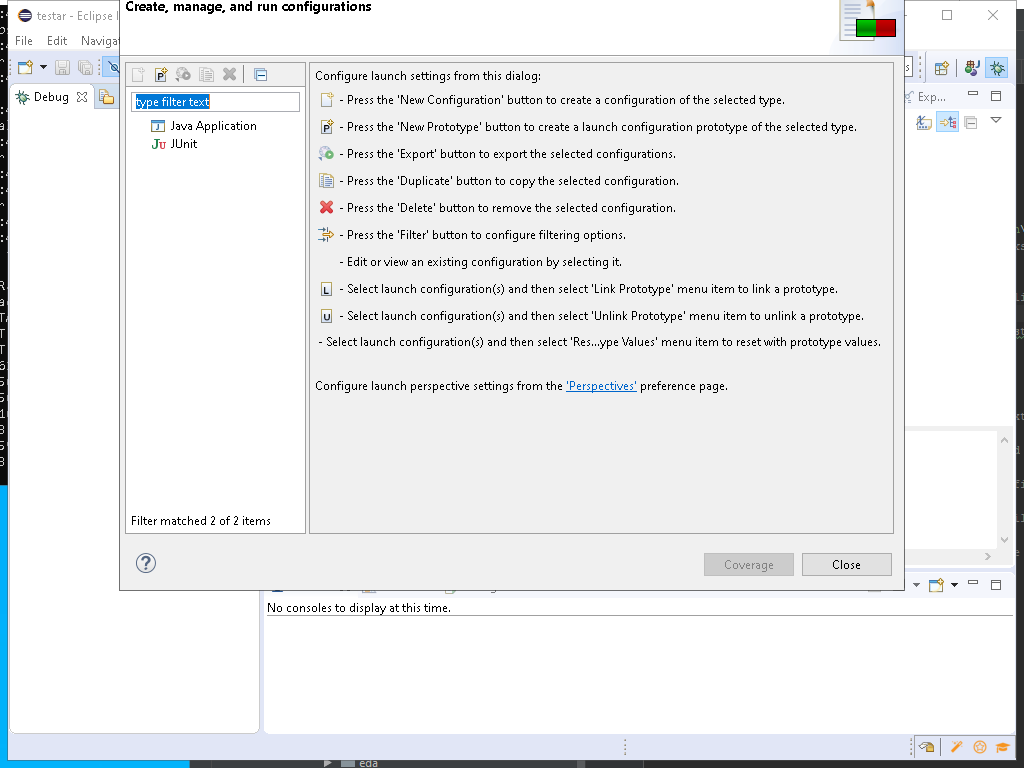 Create, manage, and run configurations
testar - Eclipse I
File Edit Navigat
Debug
Exp...
type filter text
Java Application
JUnit
Filter matched 2 of 2 items
Configure launch settings from this dialog:
- Press the 'New Configuration' button to create a configuration of the selected type.
- Press the 'New Prototype' button to create a launch configuration prototype of the selected type.
- Press the 'Export' button to export the selected configurations.
- Press the 'Duplicate' button to copy the selected configuration.
- Press the 'Delete' button to remove the selected configuration.
- Press the 'Filter' button to configure filtering options.
- Edit or view an existing configuration by selecting it.
- Select launch configuration(s) and then select 'Link Prototype' menu item to link a prototype.
- Select launch configuration(s) and then select 'Unlink Prototype' menu item to unlink a prototype.
- Select launch configuration(s) and then select 'Res...ype Values' menu item to reset with prototype values.
Configure launch perspective settings from the 'Perspectives' preference page.
Coverage Close
No consoles to display at this time.
eda